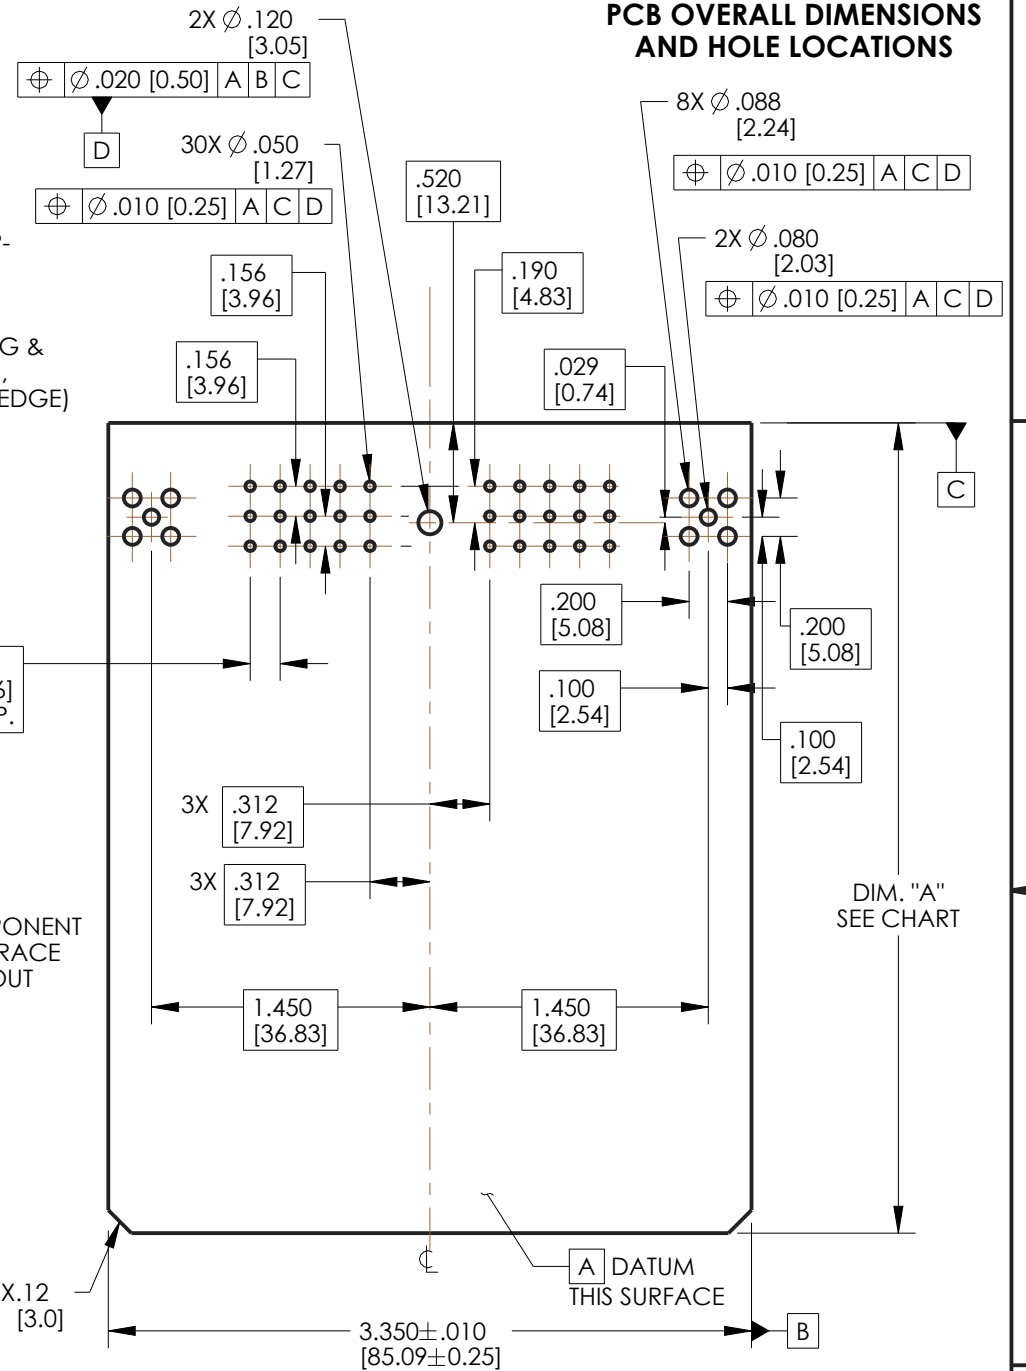 PCB OVERALL DIMENSIONS
AND HOLE LOCATIONS
2X ∅ .120
[3.05]
⌖ ∅ .020 [0.50] A B C
D
30X ∅ .050
[1.27]
⌖ ∅ .010 [0.25] A C D
8X ∅ .088
[2.24]
⌖ ∅ .010 [0.25] A C D
2X ∅ .080
[2.03]
⌖ ∅ .010 [0.25] A C D
.520
[13.21]
.156
[3.96]
.190
[4.83]
G &
EDGE)
.156
[3.96]
.029
[0.74]
C
.200
[5.08]
.200
[5.08]
.100
[2.54]
.100
[2.54]
3X .312
[7.92]
3X .312
[7.92]
DIM. "A"
SEE CHART
1.450
[36.83]
1.450
[36.83]
℄
A DATUM
THIS SURFACE
X.12
[3.0]
3.350±.010
[85.09±0.25]
B